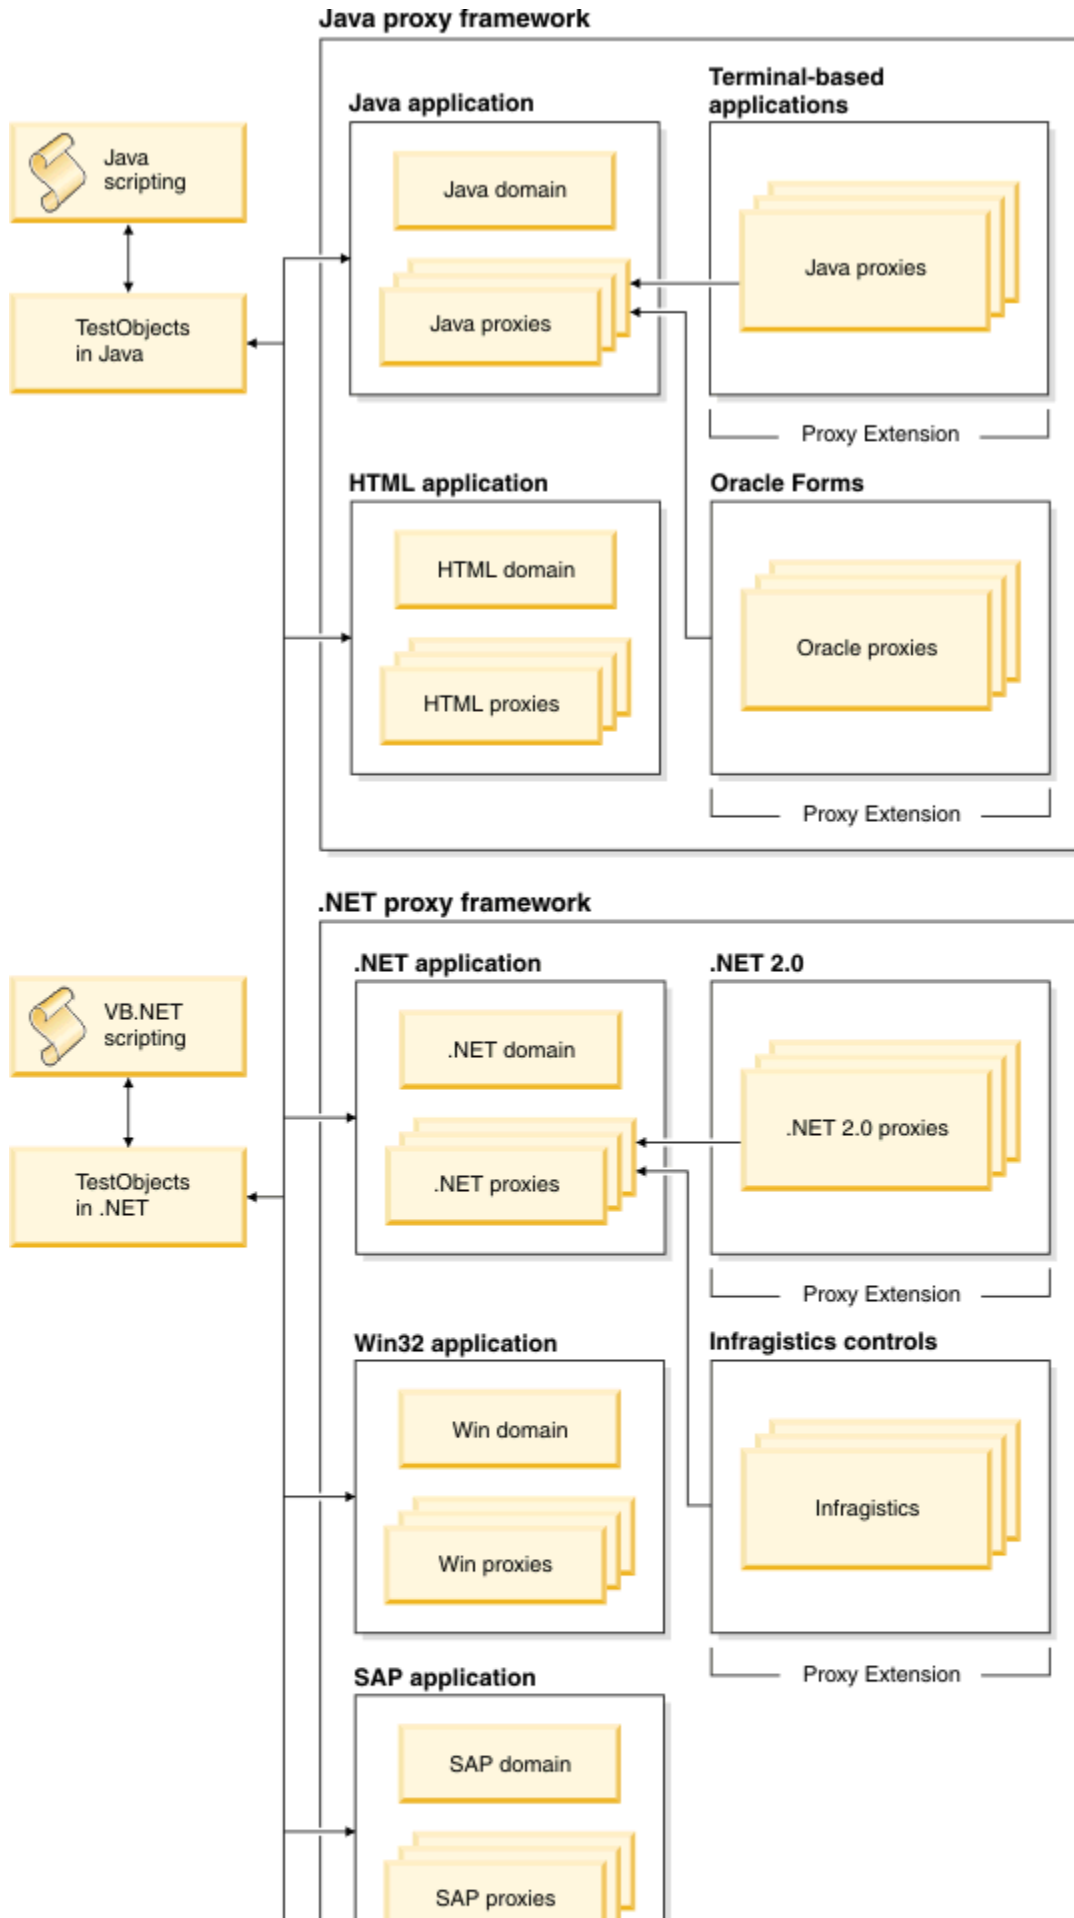 Java proxy framework
Java application
Terminal-based
applications
Java
scripting
Java domain
Java proxies
Java proxies
TestObjects
in Java
Proxy Extension
HTML application
Oracle Forms
HTML domain
HTML proxies
Oracle proxies
Proxy Extension
.NET proxy framework
.NET application
.NET 2.0
VB.NET
scripting
.NET domain
.NET proxies
.NET 2.0 proxies
TestObjects
in .NET
Proxy Extension
Win32 application
Infragistics controls
Win domain
Win proxies
Infragistics
Proxy Extension
SAP application
SAP domain
SAP proxies